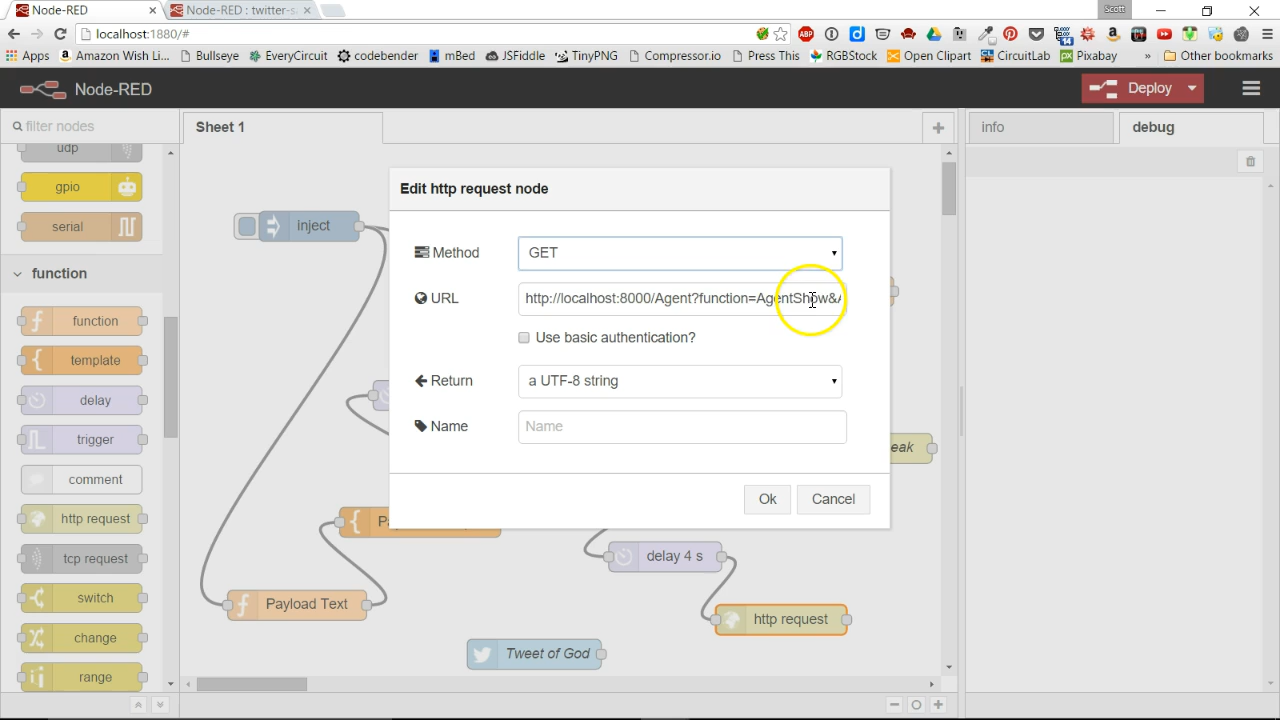 Node-RED
Node-RED : twitter-s
Scott
localhost:1880/#
Apps Amazon Wish Li... Bullseye EveryCircuit codebender mBed JSFiddle TinyPNG Compressor.io Press This RGBStock Open Clipart CircuitLab Pixabay » Other bookmarks
Node-RED
Deploy
filter nodes
Sheet 1
info
debug
udp
gpio
serial
function
function
template
delay
trigger
comment
http request
tcp request
switch
change
range
inject
Edit http request node
Method GET
URL http://localhost:8000/Agent?function=AgentShow&
Use basic authentication?
Return a UTF-8 string
Name Name
Ok Cancel
eak
delay 4 s
Payload Text
http request
Tweet of God